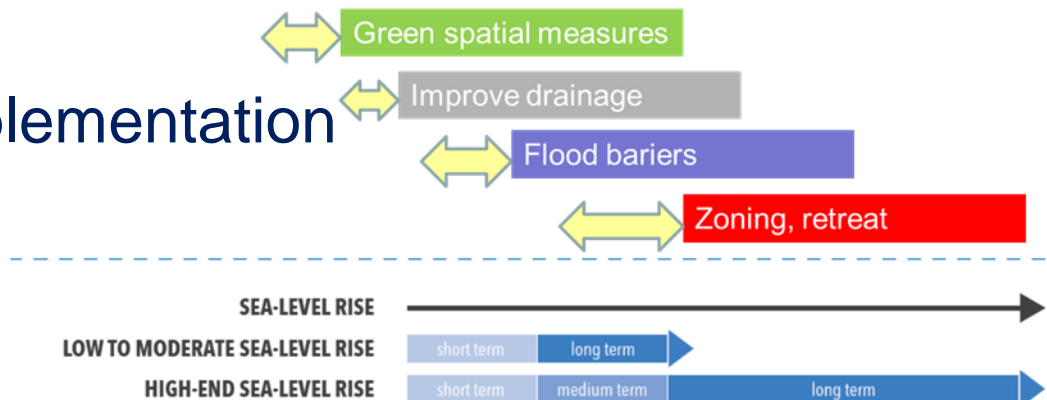 Green spatial measures
Improve drainage
plementation
Flood bariers
Zoning, retreat
SEA-LEVEL RISE
LOW TO MODERATE SEA-LEVEL RISE short term long term
HIGH-END SEA-LEVEL RISE short term medium term long term